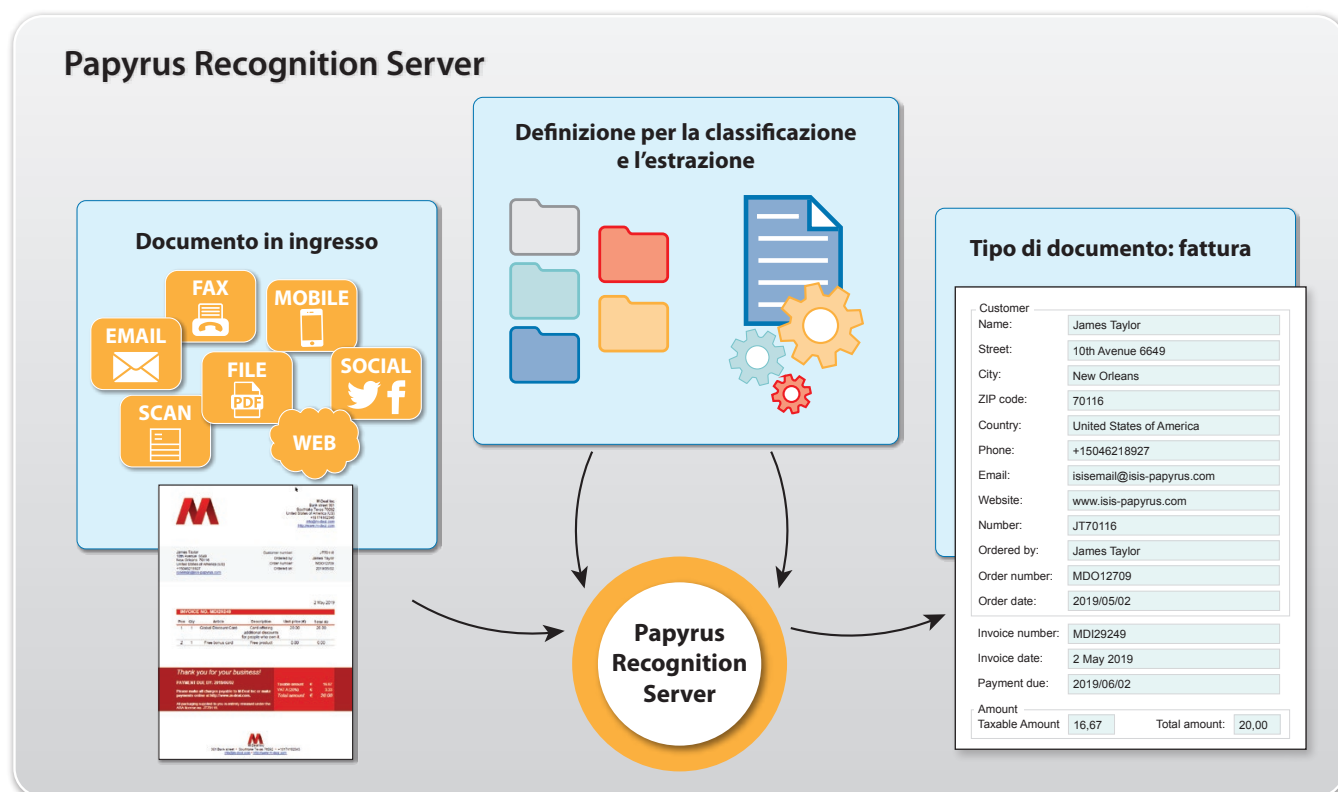 Papyrus Recognition Server
Definizione per la classificazione
e l'estrazione
Documento in ingresso
FAX
MOBILE
EMAIL
FILE
PDF
SOCIAL
SCAN
WEB
INVOICE NO. MDI29249
Thank you for your business!
Papyrus
Recognition
Server
Tipo di documento: fattura
Customer
Name: James Taylor
Street: 10th Avenue 6649
City: New Orleans
ZIP code: 70116
Country: United States of America
Phone: +15046218927
Email: isisemail@isis-papyrus.com
Website: www.isis-papyrus.com
Number: JT70116
Ordered by: James Taylor
Order number: MDO12709
Order date: 2019/05/02
Invoice number: MDI29249
Invoice date: 2 May 2019
Payment due: 2019/06/02
Amount
Taxable Amount 16,67 Total amount: 20,00